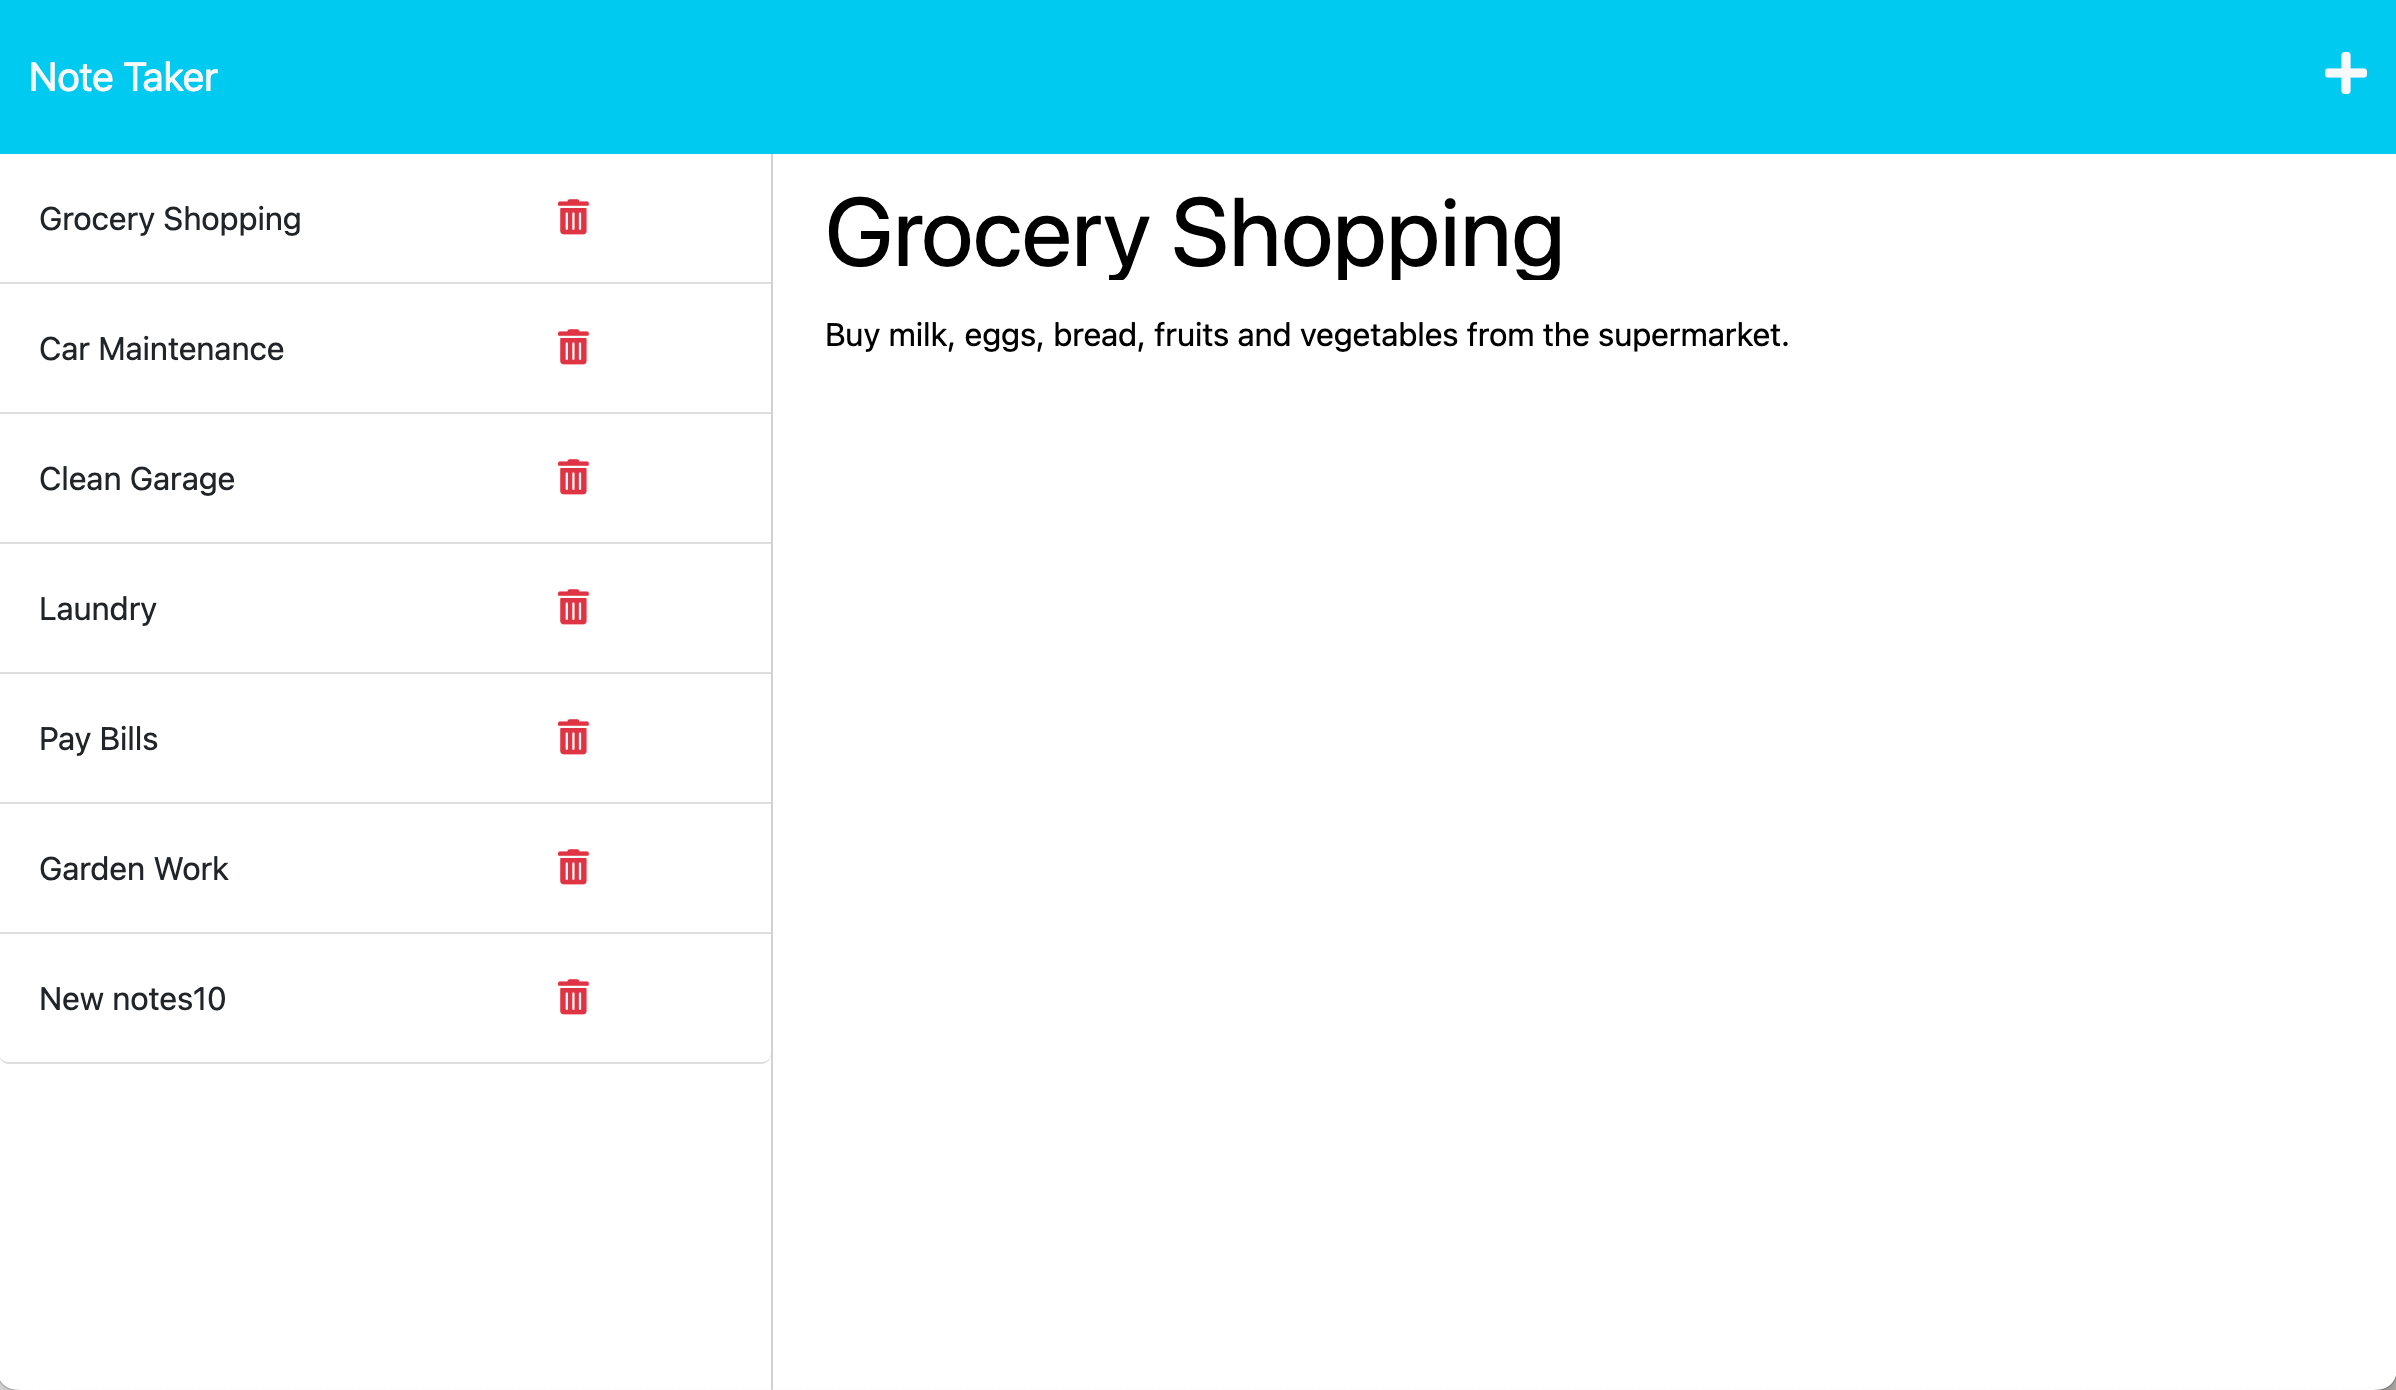 Note Taker
Grocery Shopping
Car Maintenance
Clean Garage
Laundry
Pay Bills
Garden Work
New notes10
Grocery Shopping
Buy milk, eggs, bread, fruits and vegetables from the supermarket.